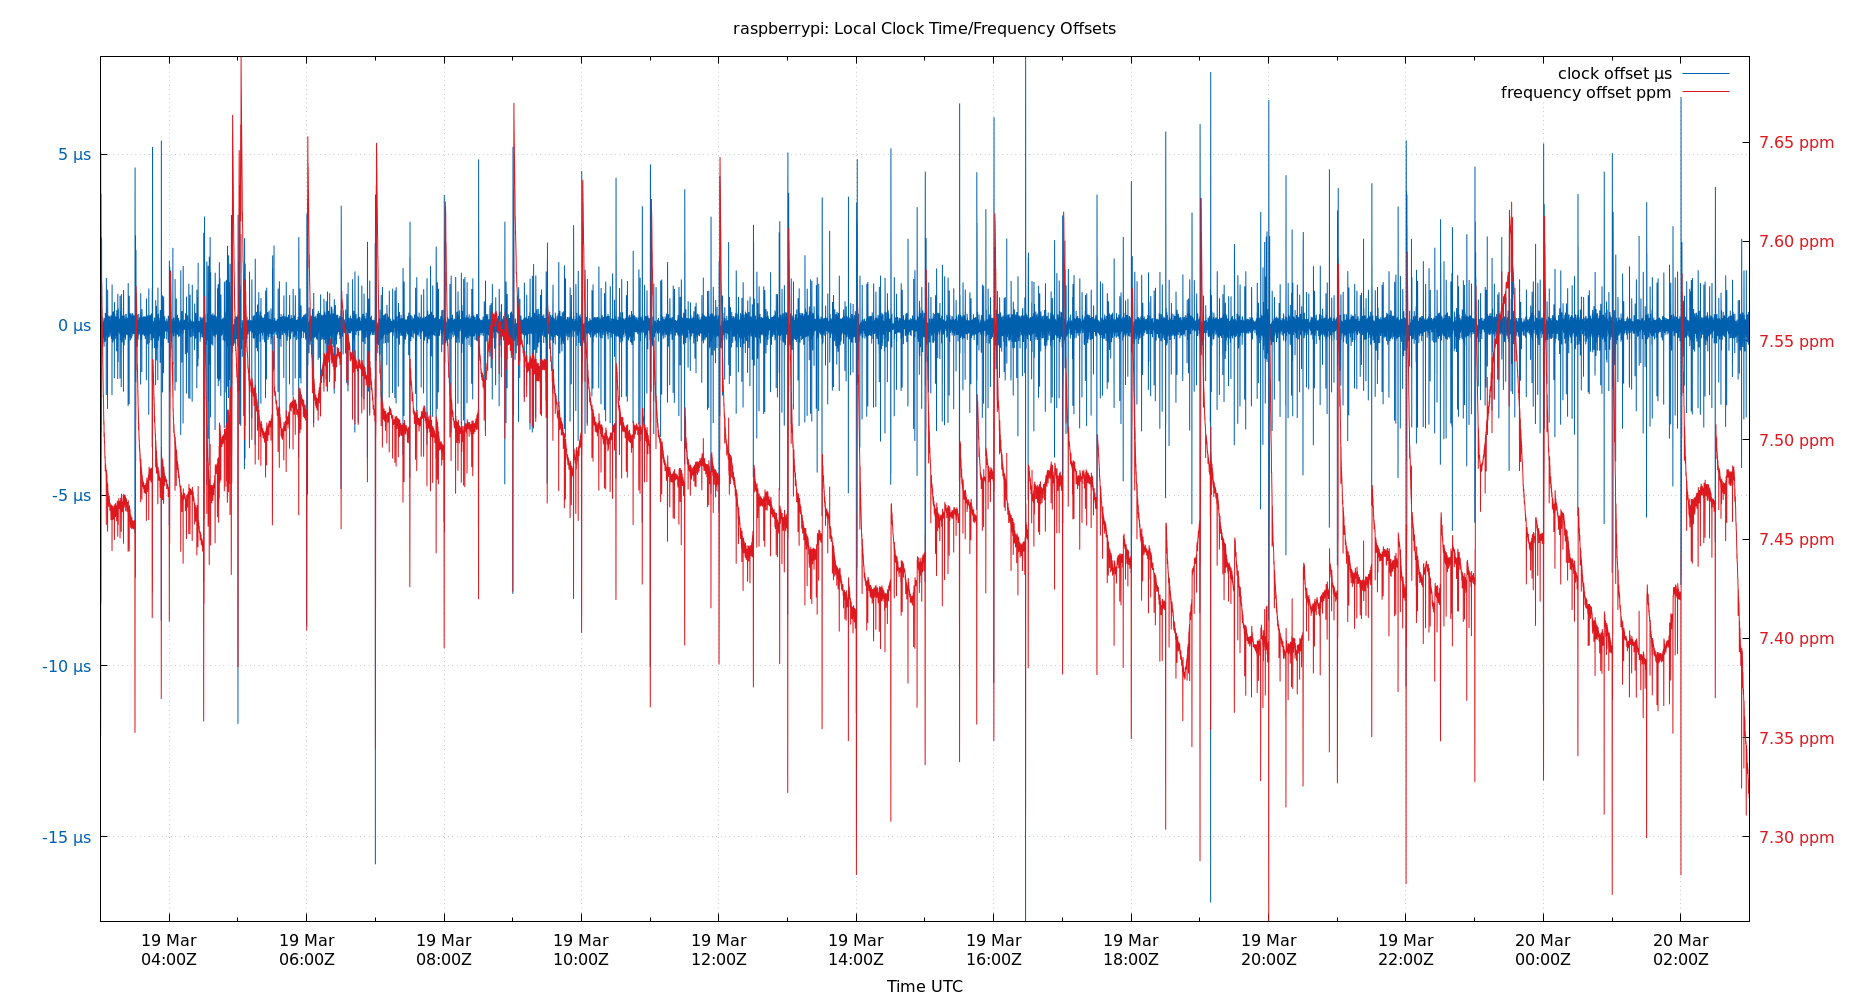 raspberrypi: Local Clock Time/Frequency Offsets
clock offset µs
frequency offset ppm
5 µs
0 µs
-5 µs
-10 µs
-15 µs
7.65 ppm
7.60 ppm
7.55 ppm
7.50 ppm
7.45 ppm
7.40 ppm
7.35 ppm
7.30 ppm
19 Mar 19 Mar 19 Mar 19 Mar 19 Mar 19 Mar 19 Mar 19 Mar 19 Mar 19 Mar 20 Mar 20 Mar
04:00Z 06:00Z 08:00Z 10:00Z 12:00Z 14:00Z 16:00Z 18:00Z 20:00Z 22:00Z 00:00Z 02:00Z
Time UTC